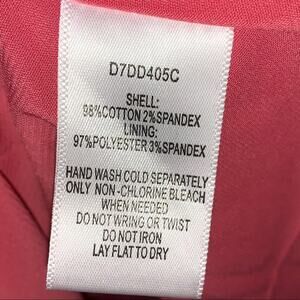 D7DD405C
SHELL:
98%COTTON 2%SPANDEX
LINING:
97%POLYESTER 3%SPANDEX
HAND WASH COLD SEPARATELY
ONLY NON-CHLORINE BLEACH
WHEN NEEDED
DO NOT WRING OR TWIST
DO NOT IRON
LAY FLAT TO DRY